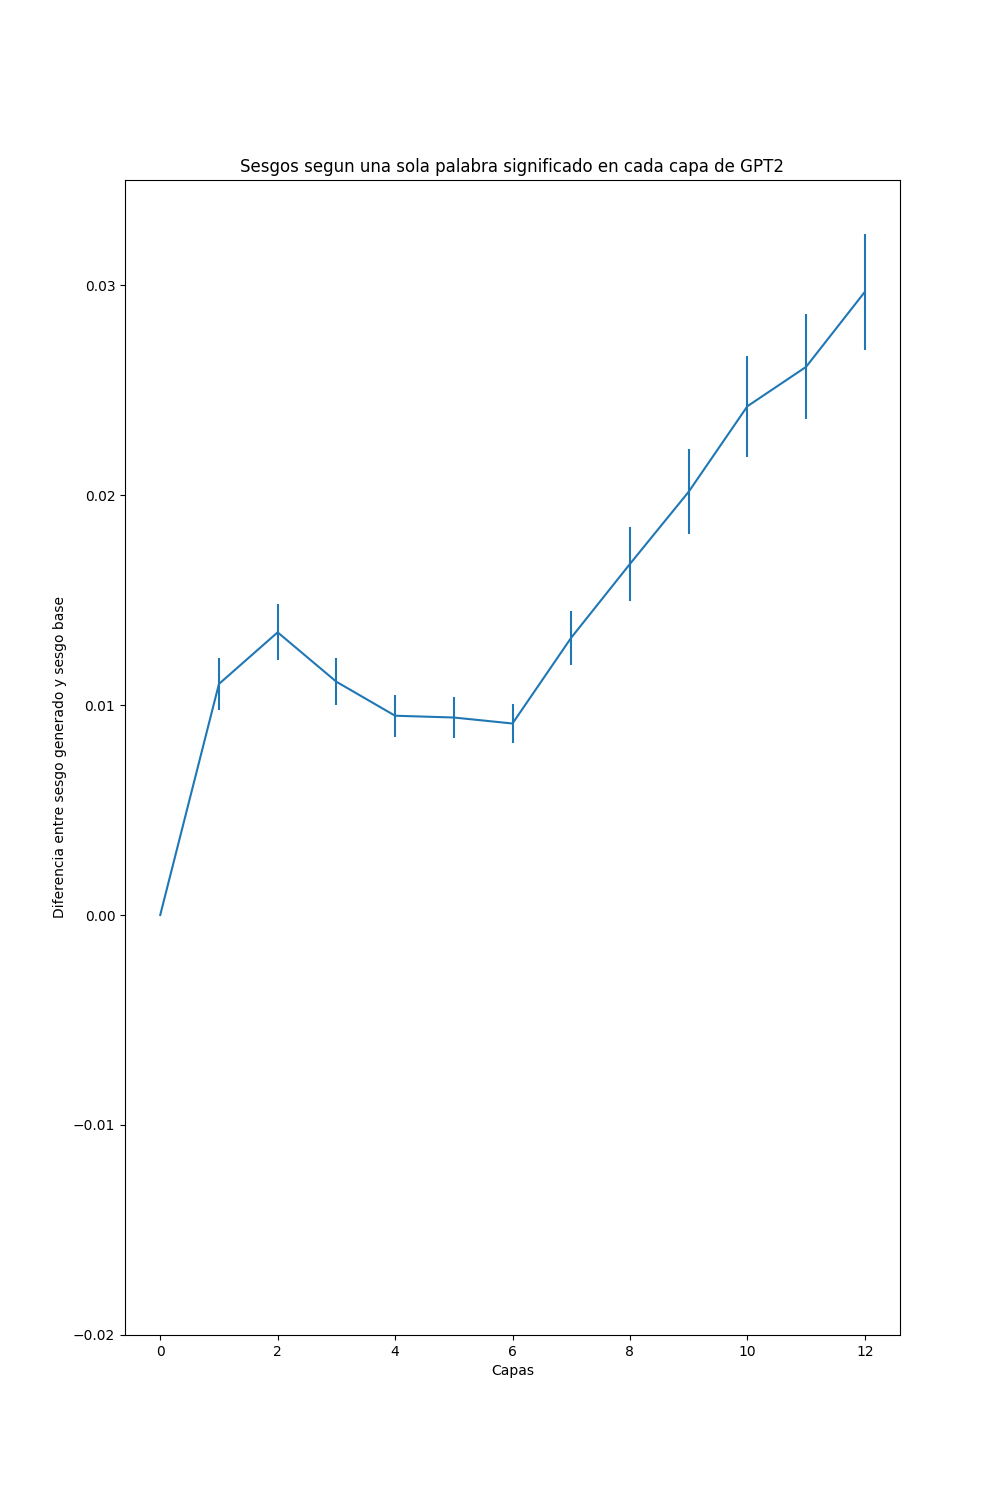 Sesgos segun una sola palabra significado en cada capa de GPT2
Diferencia entre sesgo generado y sesgo base
0.03
0.02
0.01
0.00
−0.01
−0.02
0 2 4 6 8 10 12
Capas